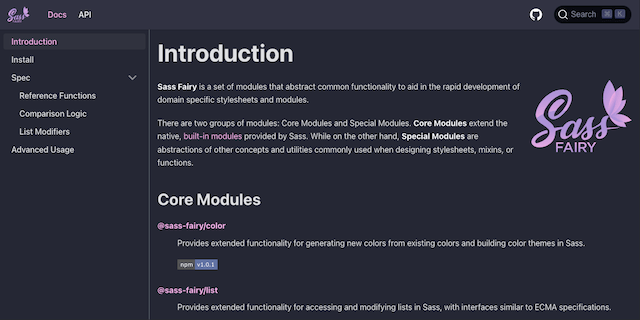 Sass FAIRY Docs API Search ⌘ K
Introduction
Install
Spec
Reference Functions
Comparison Logic
List Modifiers
Advanced Usage
Introduction
Sass Fairy is a set of modules that abstract common functionality to aid in the rapid development of
domain specific stylesheets and modules.
There are two groups of modules: Core Modules and Special Modules. Core Modules extend the
native, built-in modules provided by Sass. While on the other hand, Special Modules are
abstractions of other concepts and utilities commonly used when designing stylesheets, mixins, or
functions.
Sass
FAIRY
Core Modules
@sass-fairy/color
Provides extended functionality for generating new colors from existing colors and building color themes in Sass.
npm v1.0.1
@sass-fairy/list
Provides extended functionality for accessing and modifying lists in Sass, with interfaces similar to ECMA specifications.